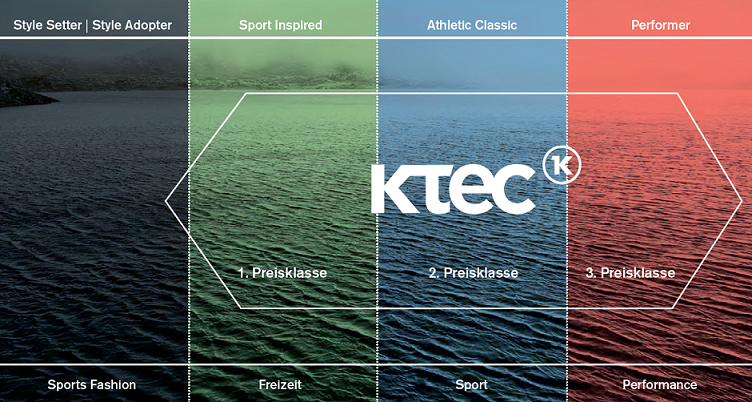 Style Setter | Style Adopter
Sport Inspired
Athletic Classic
Performer
KTEC K
1. Preisklasse
2. Preisklasse
3. Preisklasse
Sports Fashion
Freizeit
Sport
Performance